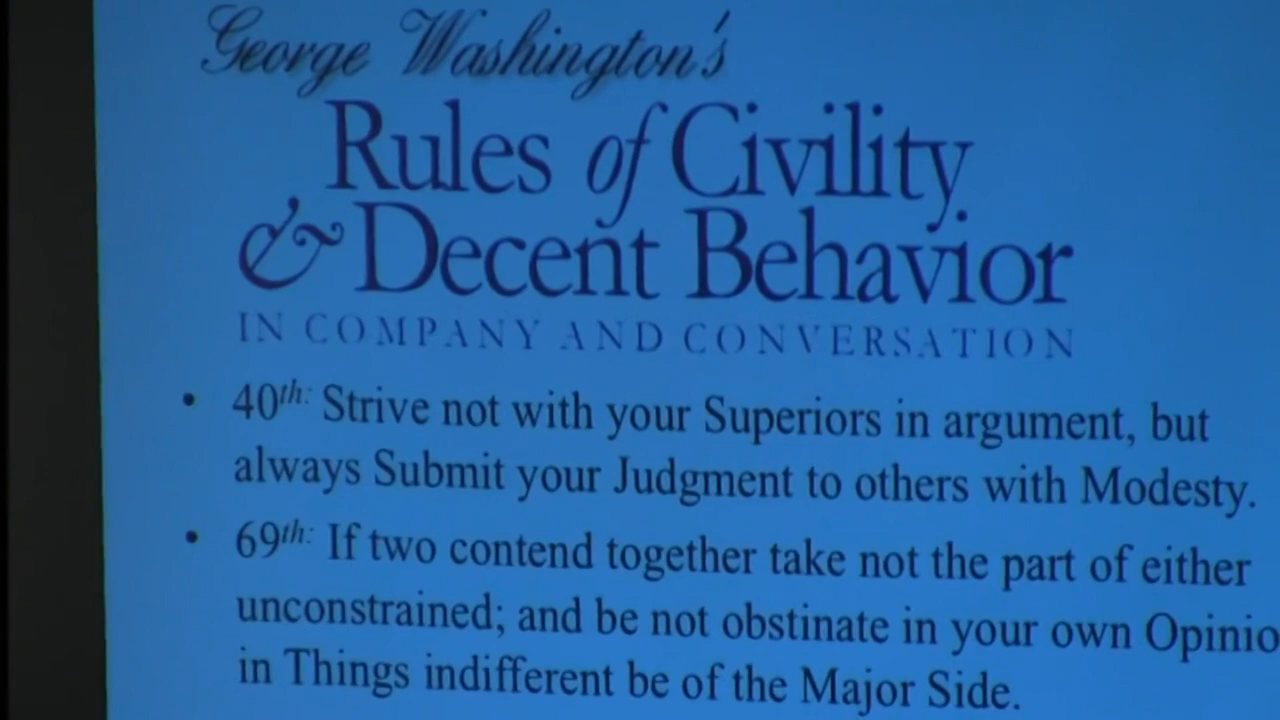 George Washington's
Rules of Civility
& Decent Behavior
IN COMPANY AND CONVERSATION
• 40th: Strive not with your Superiors in argument, but
always Submit your Judgment to others with Modesty.
• 69th: If two contend together take not the part of either
unconstrained; and be not obstinate in your own Opinio
in Things indifferent be of the Major Side.